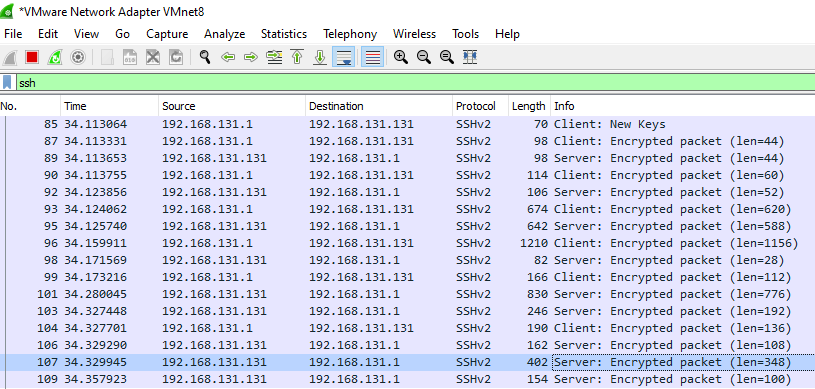 *VMware Network Adapter VMnet8
File Edit View Go Capture Analyze Statistics Telephony Wireless Tools Help
ssh
No. Time Source Destination Protocol Length Info
85 34.113064 192.168.131.1 192.168.131.131 SSHv2 70 Client: New Keys
87 34.113331 192.168.131.1 192.168.131.131 SSHv2 98 Client: Encrypted packet (len=44)
89 34.113653 192.168.131.131 192.168.131.1 SSHv2 98 Server: Encrypted packet (len=44)
90 34.113755 192.168.131.1 192.168.131.131 SSHv2 114 Client: Encrypted packet (len=60)
92 34.123856 192.168.131.131 192.168.131.1 SSHv2 106 Server: Encrypted packet (len=52)
93 34.124062 192.168.131.1 192.168.131.131 SSHv2 674 Client: Encrypted packet (len=620)
95 34.125740 192.168.131.131 192.168.131.1 SSHv2 642 Server: Encrypted packet (len=588)
96 34.159911 192.168.131.1 192.168.131.131 SSHv2 1210 Client: Encrypted packet (len=1156)
98 34.171569 192.168.131.131 192.168.131.1 SSHv2 82 Server: Encrypted packet (len=28)
99 34.173216 192.168.131.1 192.168.131.131 SSHv2 166 Client: Encrypted packet (len=112)
101 34.280045 192.168.131.131 192.168.131.1 SSHv2 830 Server: Encrypted packet (len=776)
103 34.327448 192.168.131.131 192.168.131.1 SSHv2 246 Server: Encrypted packet (len=192)
104 34.327701 192.168.131.1 192.168.131.131 SSHv2 190 Client: Encrypted packet (len=136)
106 34.329290 192.168.131.131 192.168.131.1 SSHv2 162 Server: Encrypted packet (len=108)
107 34.329945 192.168.131.131 192.168.131.1 SSHv2 402 Server: Encrypted packet (len=348)
109 34.357923 192.168.131.131 192.168.131.1 SSHv2 154 Server: Encrypted packet (len=100)